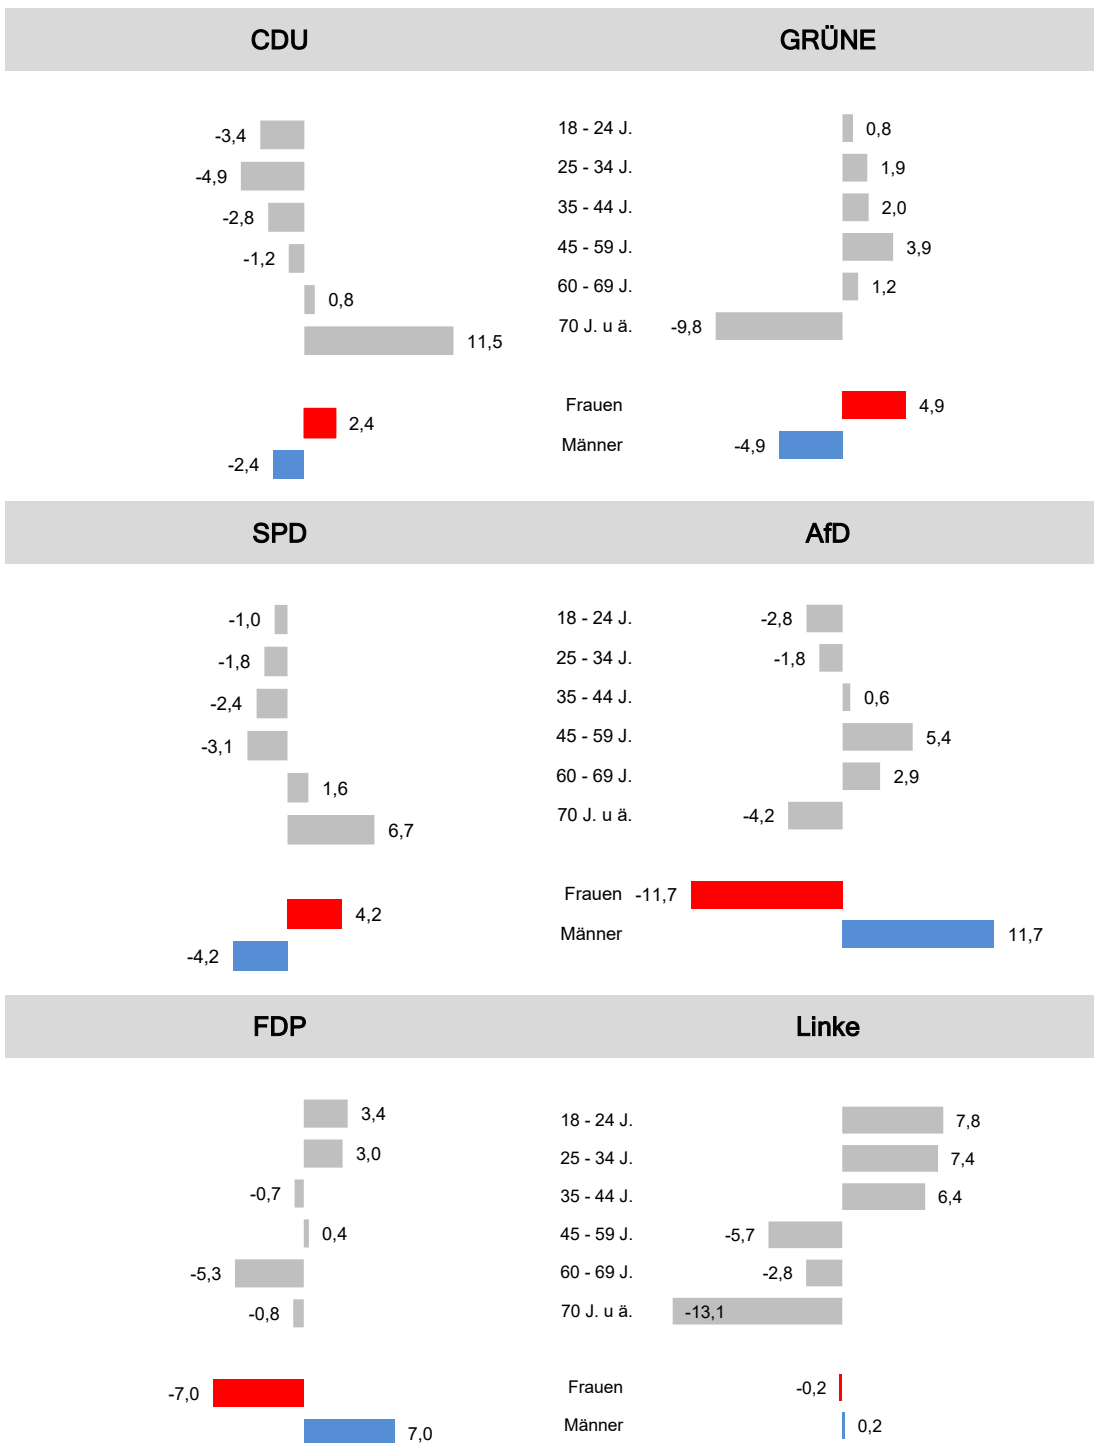 CDU GRÜNE
-3,4 18 - 24 J. 0,8
-4,9 25 - 34 J. 1,9
-2,8 35 - 44 J. 2,0
-1,2 45 - 59 J. 3,9
0,8 60 - 69 J. 1,2
11,5 70 J. u ä. -9,8
2,4 Frauen 4,9
-2,4 Männer -4,9
SPD AfD
-1,0 18 - 24 J. -2,8
-1,8 25 - 34 J. -1,8
-2,4 35 - 44 J. 0,6
-3,1 45 - 59 J. 5,4
1,6 60 - 69 J. 2,9
6,7 70 J. u ä. -4,2
4,2 Frauen -11,7
-4,2 Männer 11,7
FDP Linke
3,4 18 - 24 J. 7,8
3,0 25 - 34 J. 7,4
-0,7 35 - 44 J. 6,4
0,4 45 - 59 J. -5,7
-5,3 60 - 69 J. -2,8
-0,8 70 J. u ä. -13,1
-7,0 Frauen -0,2
7,0 Männer 0,2